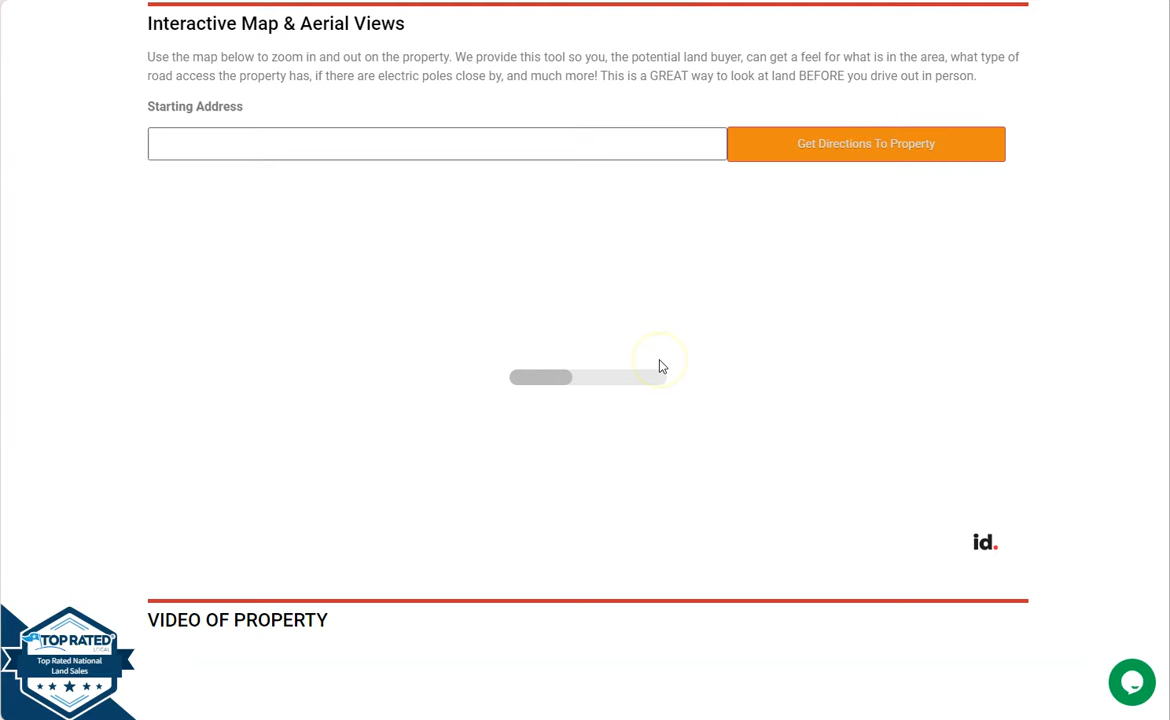 Interactive Map & Aerial Views
Use the map below to zoom in and out on the property. We provide this tool so you, the potential land buyer, can get a feel for what is in the area, what type of
road access the property has, if there are electric poles close by, and much more! This is a GREAT way to look at land BEFORE you drive out in person.
Starting Address
Get Directions To Property
id.
VIDEO OF PROPERTY
TOP RATED
LOCAL
Top Rated National
Land Sales